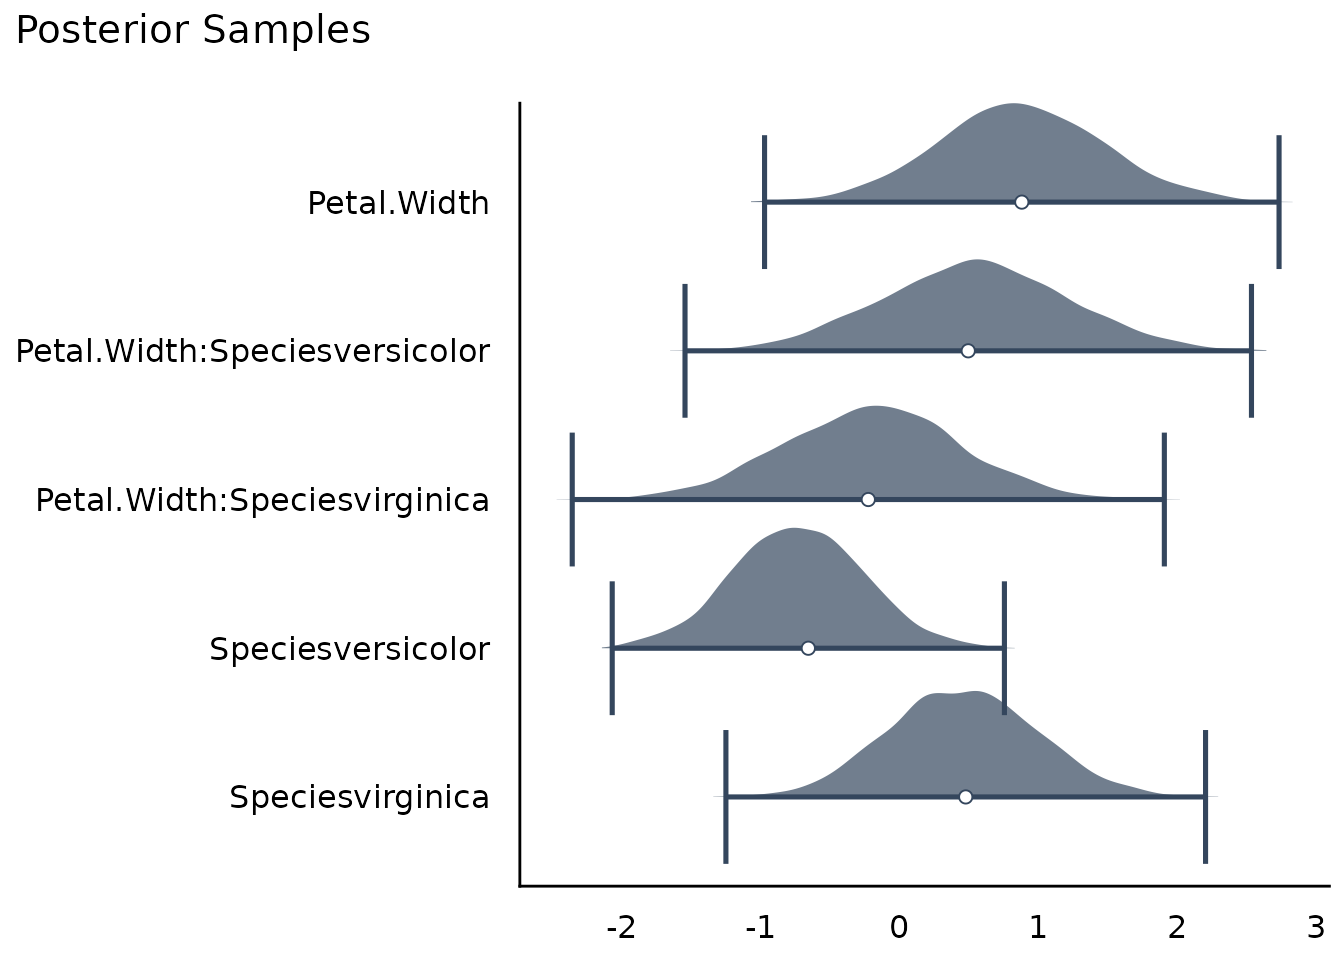 Posterior Samples
Petal.Width
Petal.Width:Speciesversicolor
Petal.Width:Speciesvirginica
Speciesversicolor
Speciesvirginica
-2 -1 0 1 2 3